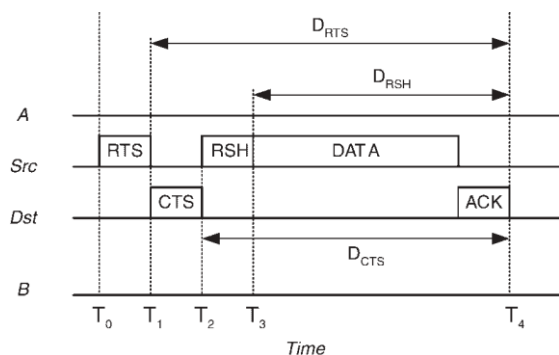 D_RTS
D_RSH
A
RTS RSH DATA
Src
CTS ACK
Dst
D_CTS
B
T_0 T_1 T_2 T_3 T_4
Time